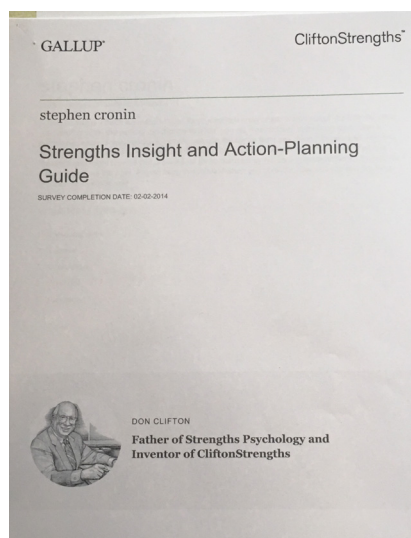 GALLUP®
CliftonStrengths™
stephen cronin
Strengths Insight and Action-Planning
Guide
SURVEY COMPLETION DATE: 02-02-2014
DON CLIFTON
Father of Strengths Psychology and
Inventor of CliftonStrengths